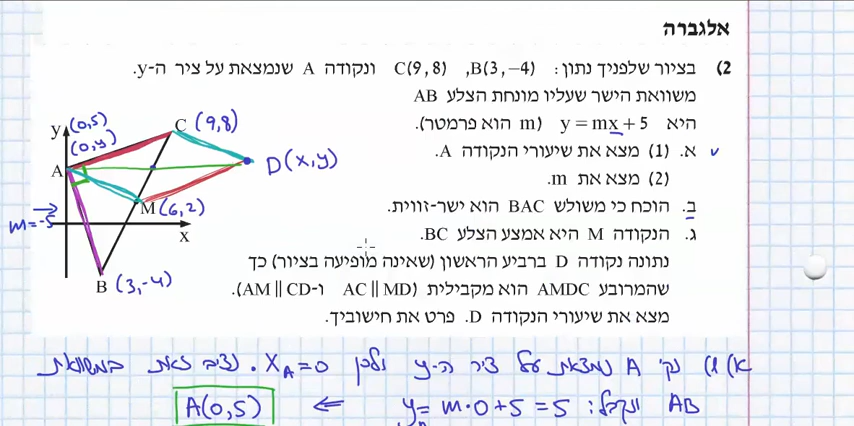 אלגברה
2) בציור שלפניך נתון: B(3,−4), C(9,8) ונקודה A שנמצאת על ציר ה-y.
משוואת הישר שעליו מונחת הצלע AB
היא y = mx + 5 (m הוא פרמטר).
א. (1) מצא את שיעורי הנקודה A.
(2) מצא את m.
ב. הוכח כי משולש BAC הוא ישר-זווית.
ג. הנקודה M היא אמצע הצלע BC.
נתונה נקודה D ברביע הראשון (שאינה מופיעה בציור) כך
שהמרובע AMDC הוא מקבילית (AC || MD ו-AM || CD).
מצא את שיעורי הנקודה D. פרט את חישוביך.
y (0,5)
(0,y)
C (9,8)
A
D(x,y)
M (6,2)
m=-5
x
B (3,-4)
א) 1) נק' A נמצאת על ציר ה-y ולכן X_A=0. נציב זאת במשוואת
AB ונקבל: y_A = m·0+5 = 5 ⇐ A(0,5)